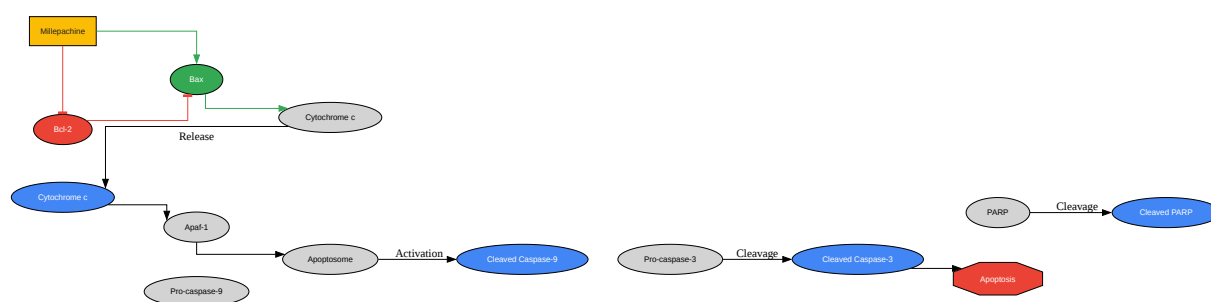 Millepachine
Bax
Cytochrome c
Bcl-2
Release
Cytochrome c
Apaf-1
Apoptosome
Activation
Cleaved Caspase-9
Pro-caspase-9
Pro-caspase-3
Cleavage
Cleaved Caspase-3
PARP
Cleavage
Cleaved PARP
Apoptosis